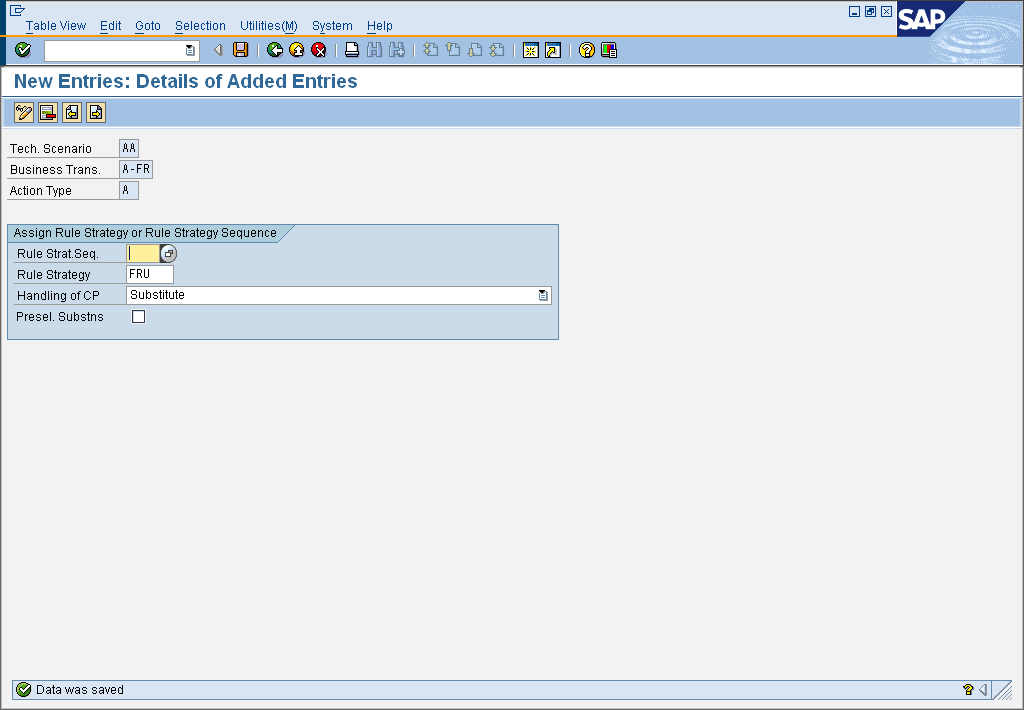 Table View Edit Goto Selection Utilities(M) System Help
SAP
New Entries: Details of Added Entries
Tech. Scenario AA
Business Trans. A-FR
Action Type A
Assign Rule Strategy or Rule Strategy Sequence
Rule Strat.Seq.
Rule Strategy FRU
Handling of CP Substitute
Presel. Substns
Data was saved